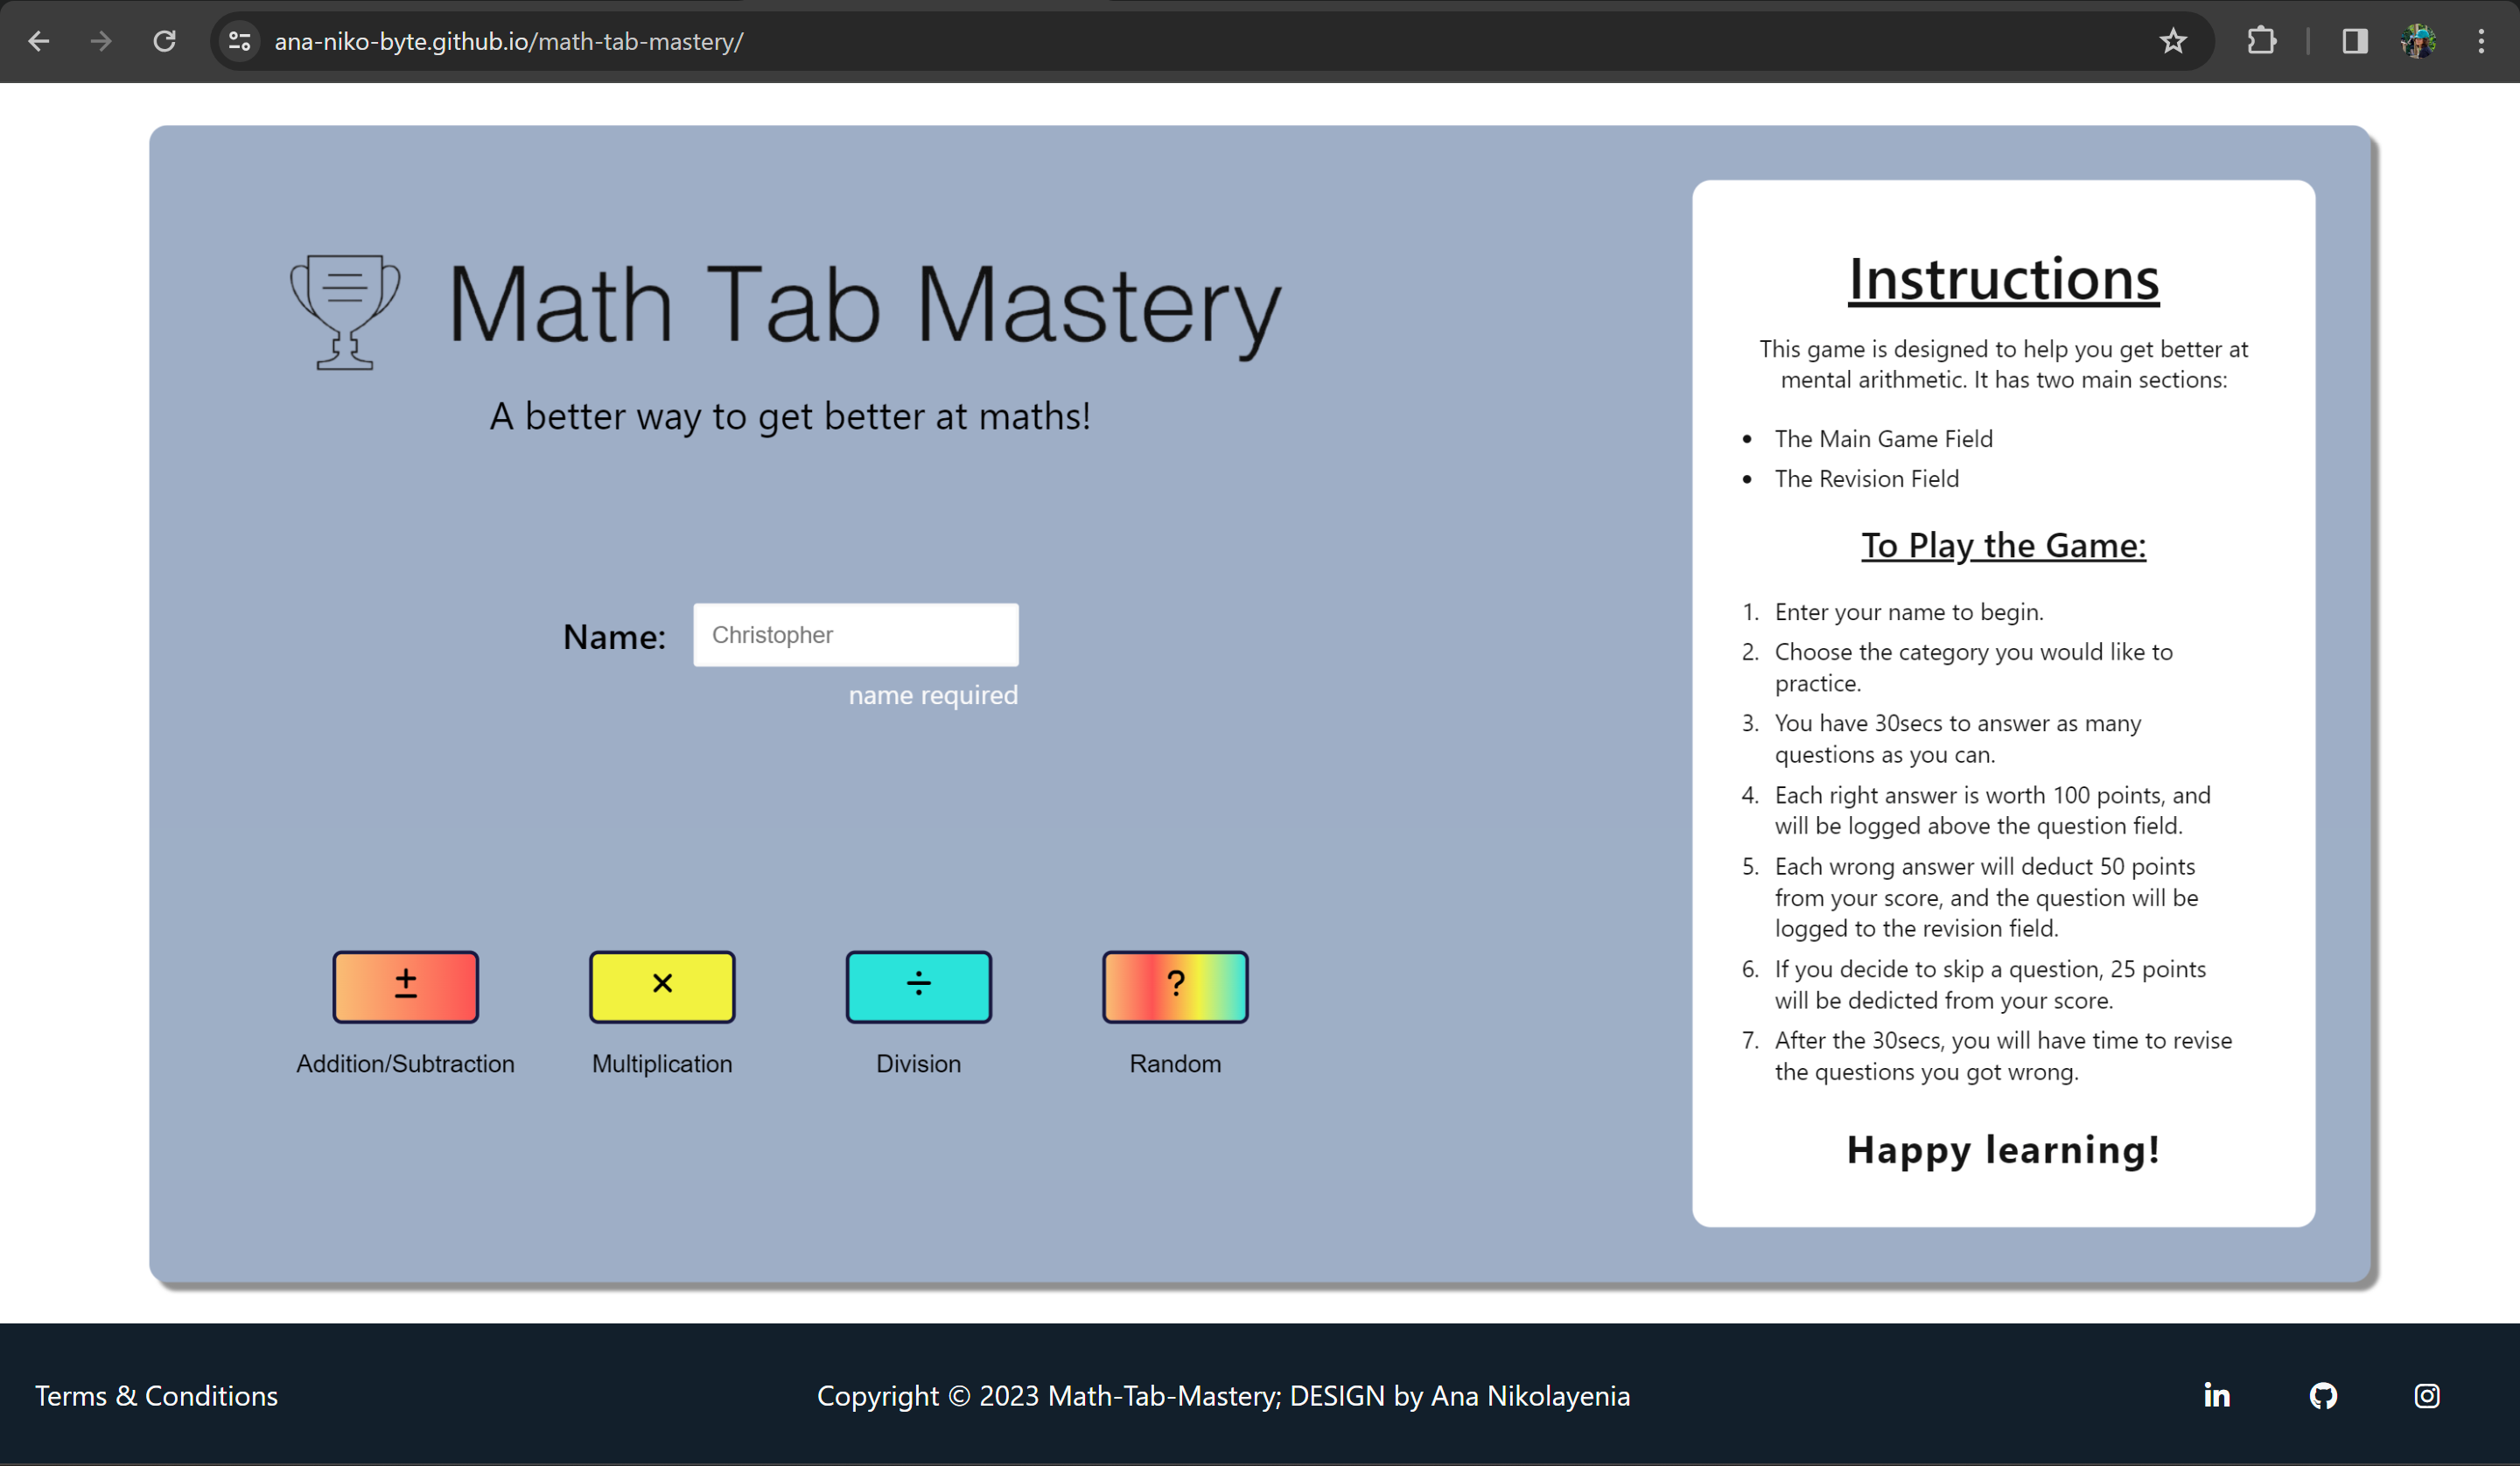 ana-niko-byte.github.io/math-tab-mastery/
Math Tab Mastery
A better way to get better at maths!
Name:
Christopher
name required
±
×
÷
?
Addition/Subtraction
Multiplication
Division
Random
Instructions
This game is designed to help you get better at
mental arithmetic. It has two main sections:
• The Main Game Field
• The Revision Field
To Play the Game:
1. Enter your name to begin.
2. Choose the category you would like to
practice.
3. You have 30secs to answer as many
questions as you can.
4. Each right answer is worth 100 points, and
will be logged above the question field.
5. Each wrong answer will deduct 50 points
from your score, and the question will be
logged to the revision field.
6. If you decide to skip a question, 25 points
will be dedicted from your score.
7. After the 30secs, you will have time to revise
the questions you got wrong.
Happy learning!
Terms & Conditions
Copyright © 2023 Math-Tab-Mastery; DESIGN by Ana Nikolayenia
in